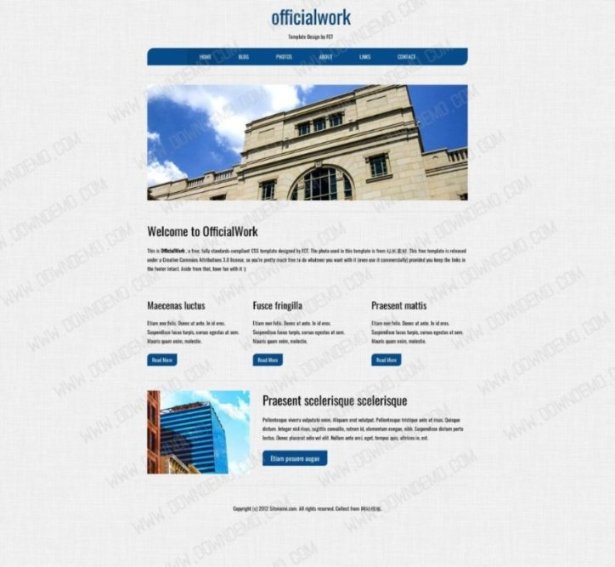 officialwork
Template Design by FCT
HOME BLOG PHOTOS ABOUT LINKS CONTACT
Welcome to OfficialWork
This is OfficialWork , a free, fully standards-compliant CSS template designed by FCT. The photo used in this template is from This free template is released
under a Creative Commons Attributions 3.0 license, so you're pretty much free to do whatever you want with it (even use it commercially) provided you keep the links in
the footer intact. Aside from that, have fun with it :)
Maecenas luctus Fusce fringilla Praesent mattis
Etiam non felis. Donec ut ante. In id eros. Etiam non felis. Donec ut ante. In id eros. Etiam non felis. Donec ut ante. In id eros.
Suspendisse lacus turpis, cursus egestas at sem. Suspendisse lacus turpis, cursus egestas at sem. Suspendisse lacus turpis, cursus egestas at sem.
Mauris quam enim, molestie. Mauris quam enim, molestie. Mauris quam enim, molestie.
Read More Read More Read More
Praesent scelerisque scelerisque
Pellentesque viverra vulputate enim. Aliquam erat volutpat. Pellentesque tristique ante ut risus. Quisque
dictum. Integer nisl risus, sagittis convallis, rutrum id, elementum congue, nibh. Suspendisse dictum porta
lectus. Donec placerat odio vel elit. Nullam ante orci, eget, tempus quis, ultrices in, est.
Etiam posuere augue
Copyright (c) 2012 Sitename.com. All rights reserved. Collect from
WWW.DOWNDEMO.COM